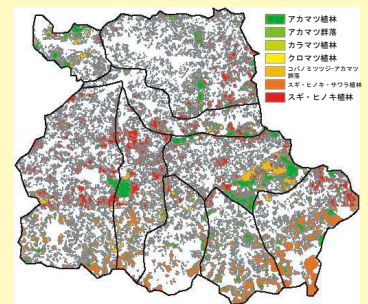 アカマツ植林
アカマツ群落
カラマツ植林
クロマツ植林
コバノミツツジ-アカマツ
群落
スギ・ヒノキ・サワラ植林
スギ・ヒノキ植林